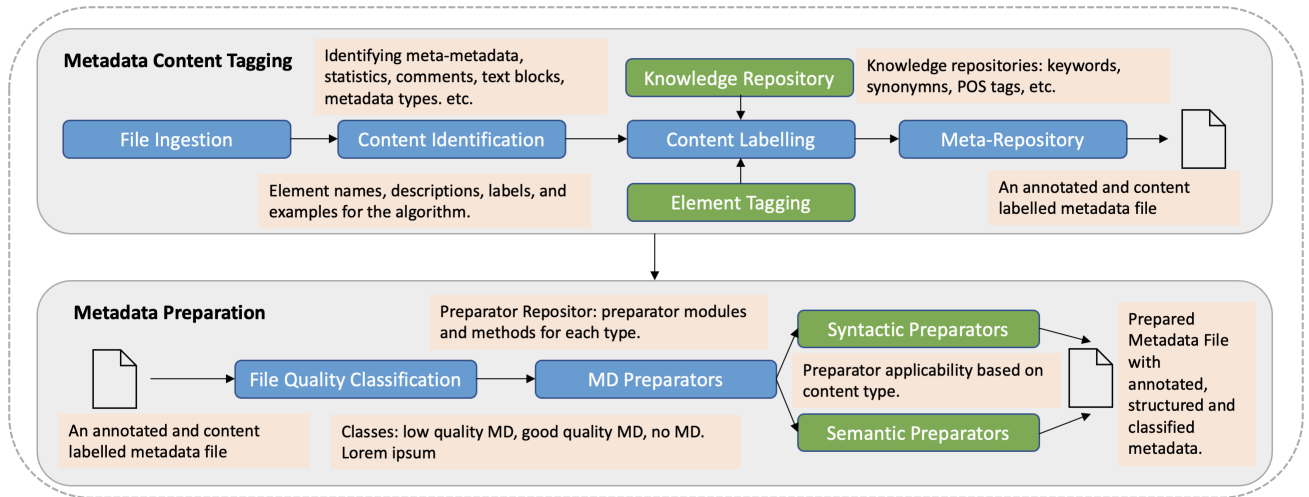 Metadata Content Tagging
Identifying meta-metadata,
statistics, comments, text blocks,
metadata types. etc.
Knowledge Repository
Knowledge repositories: keywords,
synonymns, POS tags, etc.
File Ingestion
Content Identification
Content Labelling
Meta-Repository
Element names, descriptions, labels, and
examples for the algorithm.
Element Tagging
An annotated and content
labelled metadata file
Metadata Preparation
Preparator Repositor: preparator modules
and methods for each type.
Syntactic Preparators
File Quality Classification
MD Preparators
Preparator applicability based on
content type.
Semantic Preparators
An annotated and content
labelled metadata file
Classes: low quality MD, good quality MD, no MD.
Lorem ipsum
Prepared
Metadata File
with
annotated,
structured and
classified
metadata.